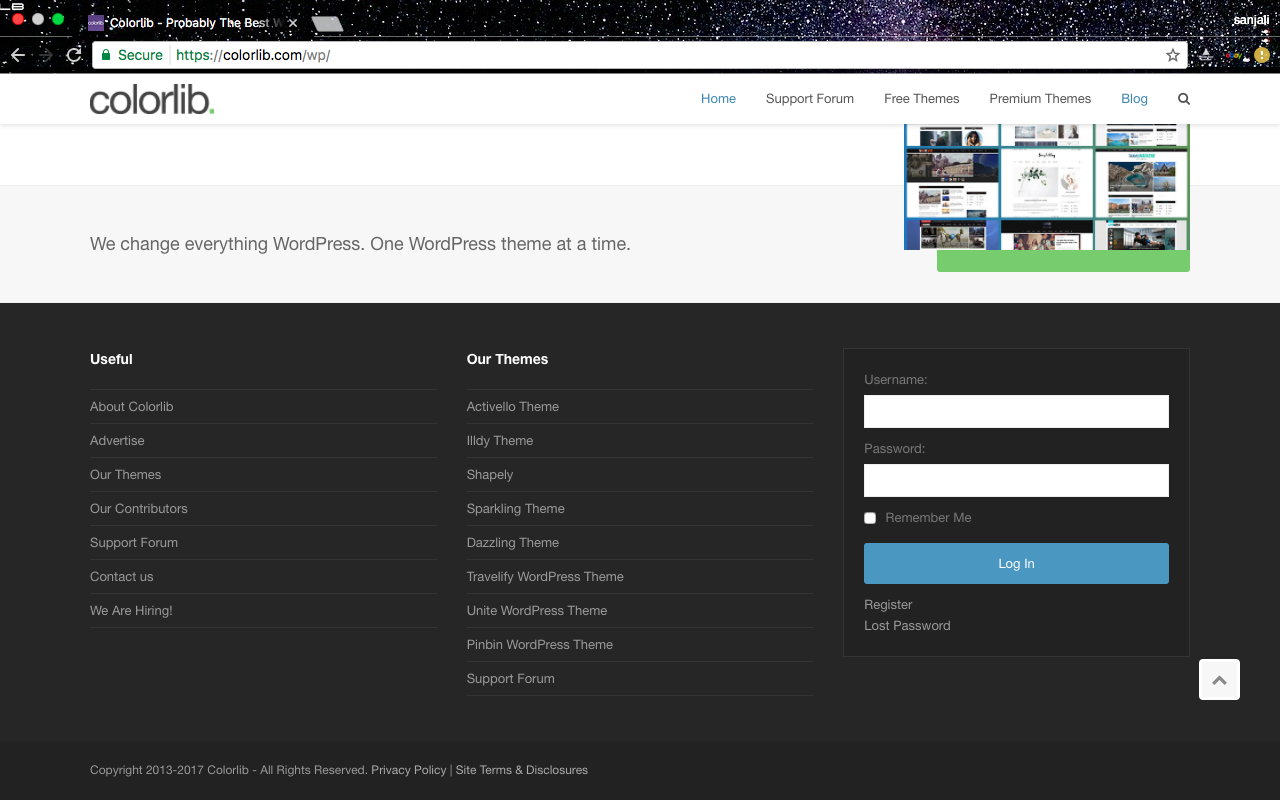 Colorlib - Probably The Best W
sanjali
Secure
https://colorlib.com/wp/
colorlib.
Home
Support Forum
Free Themes
Premium Themes
Blog
We change everything WordPress. One WordPress theme at a time.
Useful
About Colorlib
Advertise
Our Themes
Our Contributors
Support Forum
Contact us
We Are Hiring!
Our Themes
Activello Theme
Illdy Theme
Shapely
Sparkling Theme
Dazzling Theme
Travelify WordPress Theme
Unite WordPress Theme
Pinbin WordPress Theme
Support Forum
Username:
Password:
Remember Me
Log In
Register
Lost Password
Copyright 2013-2017 Colorlib - All Rights Reserved. Privacy Policy | Site Terms & Disclosures